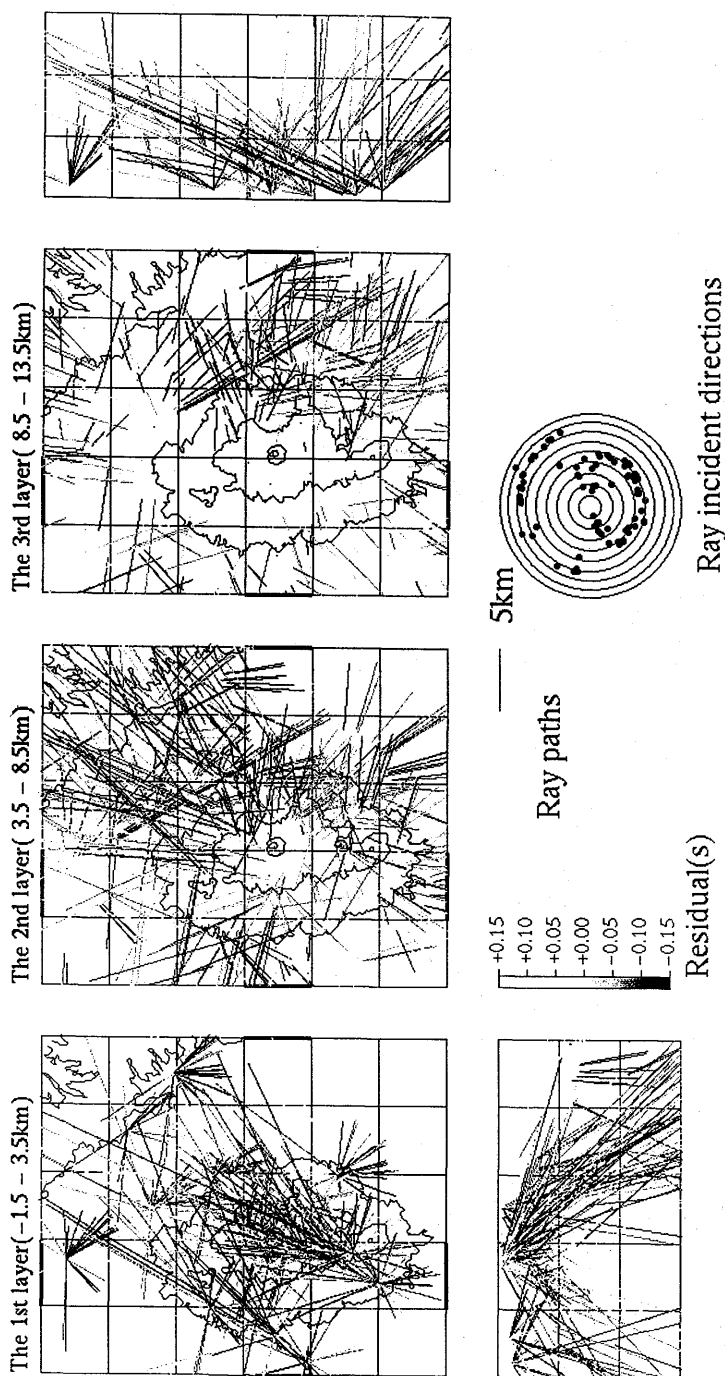 The 1st layer(−1.5 − 3.5km)
The 2nd layer( 3.5 − 8.5km)
The 3rd layer( 8.5 − 13.5km)
+0.15
+0.10
+0.05
+0.00
−0.05
−0.10
−0.15
Residual(s)
5km
Ray paths
Ray incident directions